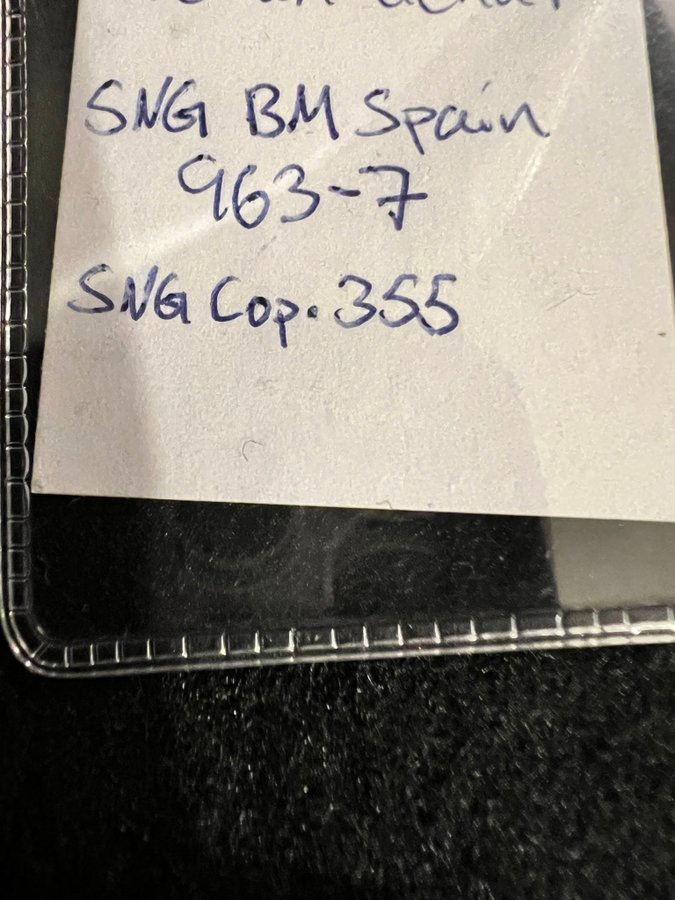 SNG BM Spain
963-7
SNG Cop. 355